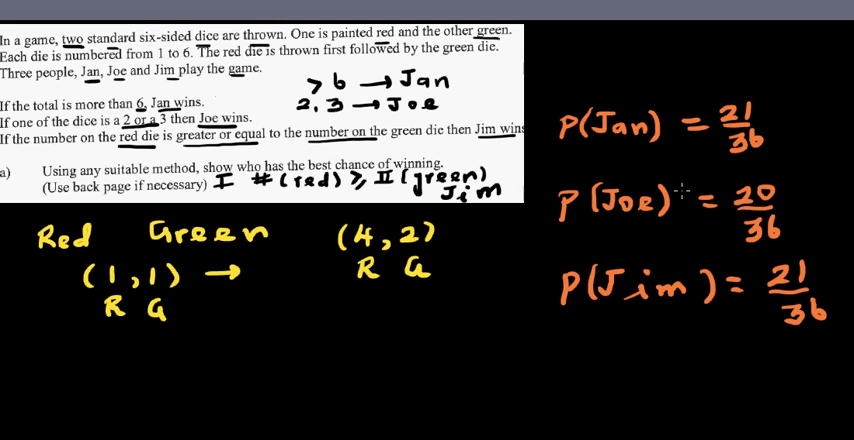 In a game, two standard six-sided dice are thrown. One is painted red and the other green.
Each die is numbered from 1 to 6. The red die is thrown first followed by the green die.
Three people, Jan, Joe and Jim play the game.
> 6 → Jan
If the total is more than 6, Jan wins.
2, 3 → Joe
If one of the dice is a 2 or a 3 then Joe wins.
If the number on the red die is greater or equal to the number on the green die then Jim wins
a) Using any suitable method, show who has the best chance of winning.
(Use back page if necessary)
I #(red) ≥ II (green)
Jim
Red Green (4, 2)
R G
(1, 1) →
R G
P(Jan) = 21/36
P(Joe) = 20/36
P(Jim) = 21/36